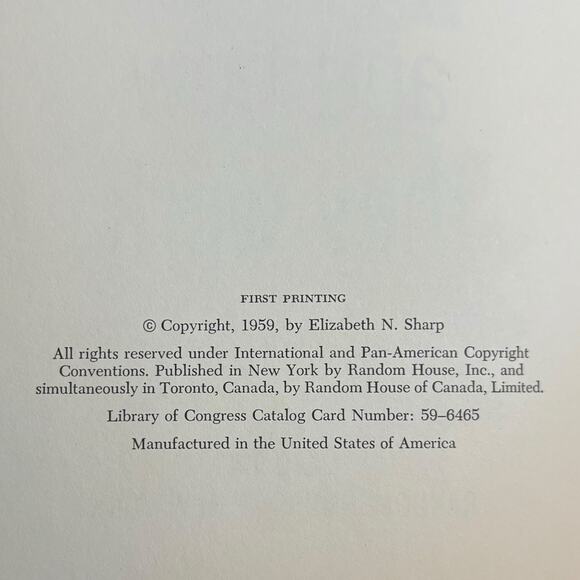 FIRST PRINTING
© Copyright, 1959, by Elizabeth N. Sharp
All rights reserved under International and Pan-American Copyright
Conventions. Published in New York by Random House, Inc., and
simultaneously in Toronto, Canada, by Random House of Canada, Limited.
Library of Congress Catalog Card Number: 59–6465
Manufactured in the United States of America